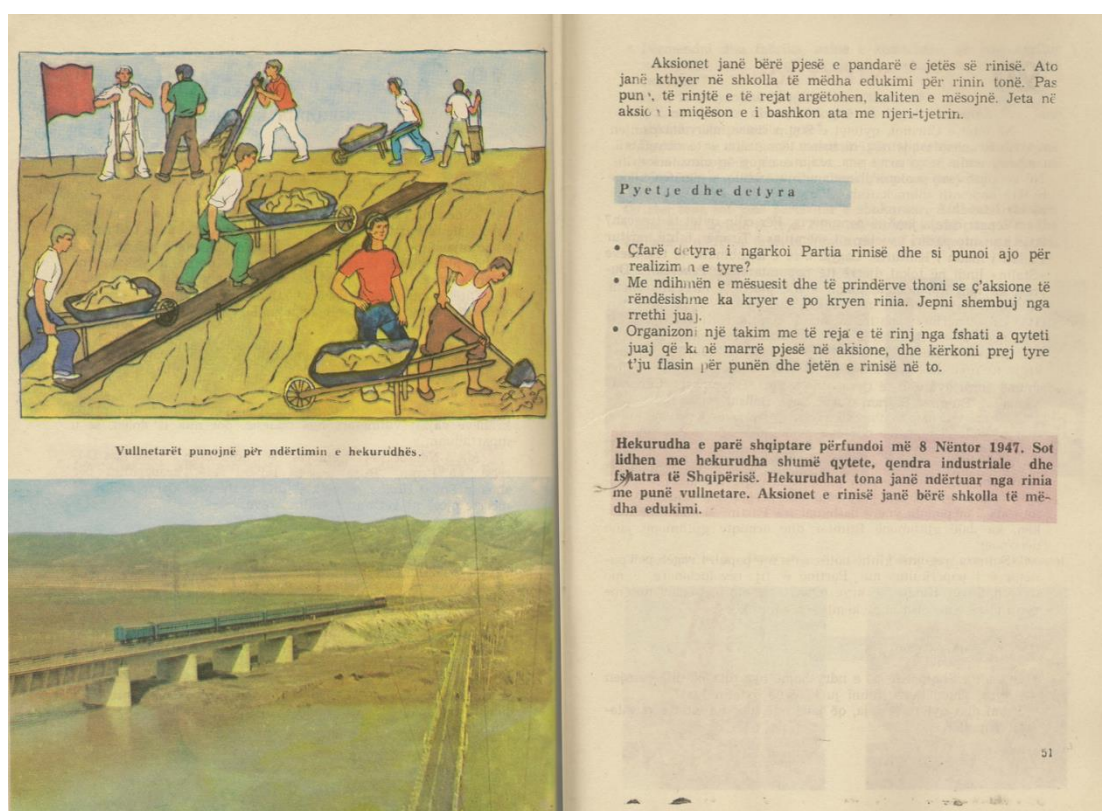 Vullnetarët punojnë për ndërtimin e hekurudhës.
Aksionet janë bërë pjesë e pandarë e jetës së rinisë. Ato
janë kthyer në shkolla të mëdha edukimi për rinin tonë. Pas
pun, të rinjtë e të rejat argëtohen, kaliten e mësojnë. Jeta në
aksion i miqëson e i bashkon ata me njeri-tjetrin.
Pyetje dhe detyra
• Çfarë detyra i ngarkoi Partia rinisë dhe si punoi ajo për
realizimin e tyre?
• Me ndihmën e mësuesit dhe të prindërve thoni se ç'aksione të
rëndësishme ka kryer e po kryen rinia. Jepni shembuj nga
rrethi juaj.
• Organizoni një takim me të reja e të rinj nga fshati a qyteti
juaj që kanë marrë pjesë në aksione, dhe kërkoni prej tyre
t'ju flasin për punën dhe jetën e rinisë në to.
Hekurudha e parë shqiptare përfundoi më 8 Nëntor 1947. Sot
lidhen me hekurudha shumë qytete, qendra industriale dhe
fshatra të Shqipërisë. Hekurudhat tona janë ndërtuar nga rinia
me punë vullnetare. Aksionet e rinisë janë bërë shkolla të më-
dha edukimi.
51